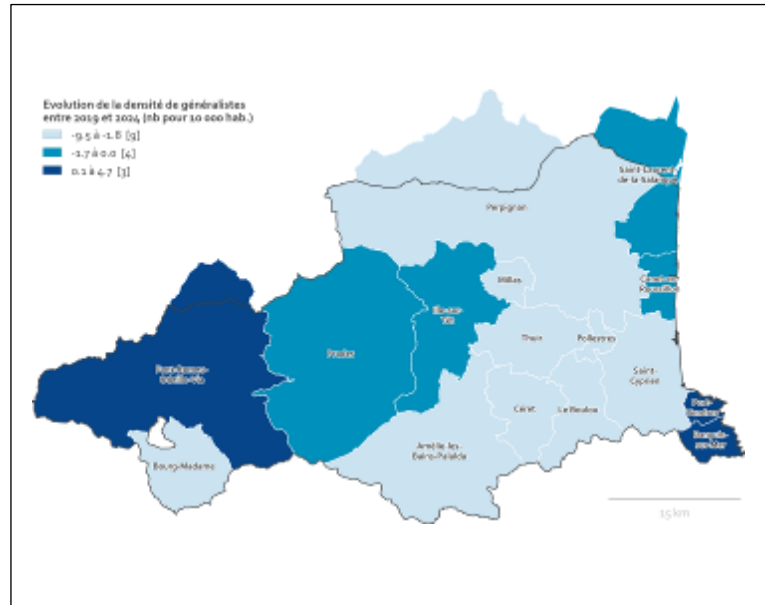 Evolution de la densité de généralistes
entre 2019 et 2024 (nb pour 10 000 hab.)
-9.5 à -1.8 [9]
-1.7 à 0.0 [4]
0.1 à 4.7 [3]
Saint-Laurent-
de-la-Salanque
Perpignan
Millas
Canet-en-
Roussillon
Ille-sur-
Têt
Thuir
Pollestres
Prades
Font-Romeu-
Odeillo-Via
Saint-
Cyprien
Port-
Vendres
Céret
Le Boulou
Banyuls-
sur-Mer
Amélie-les-
Bains-Palalda
Bourg-Madame
15 km